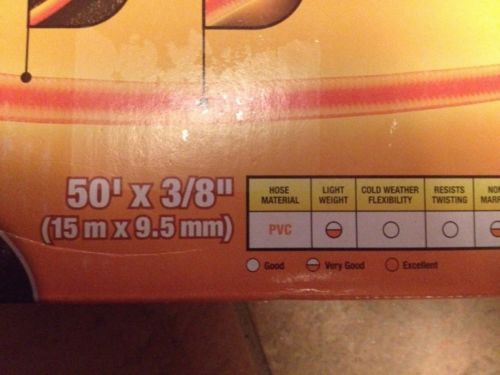 50' x 3/8"
(15 m x 9.5 mm)
HOSE MATERIAL LIGHT WEIGHT COLD WEATHER FLEXIBILITY RESISTS TWISTING
PVC
Good Very Good Excellent